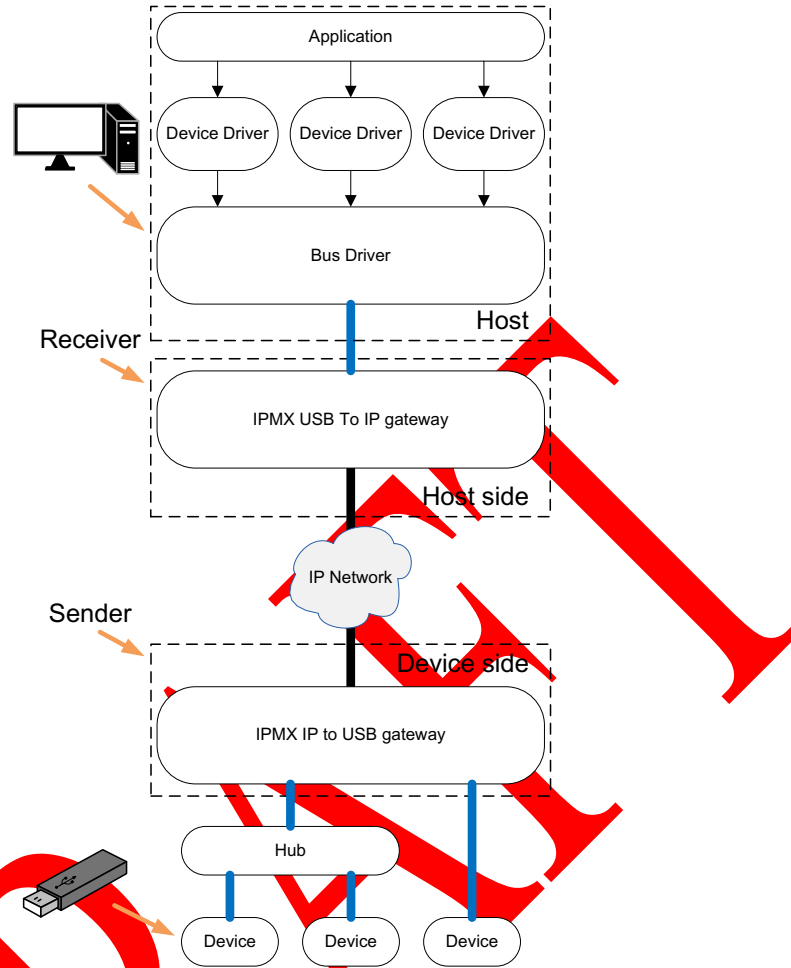 Application
Device Driver
Device Driver
Device Driver
Bus Driver
Host
Receiver
IPMX USB To IP gateway
Host side
IP Network
Sender
Device side
IPMX IP to USB gateway
Hub
Device
Device
Device